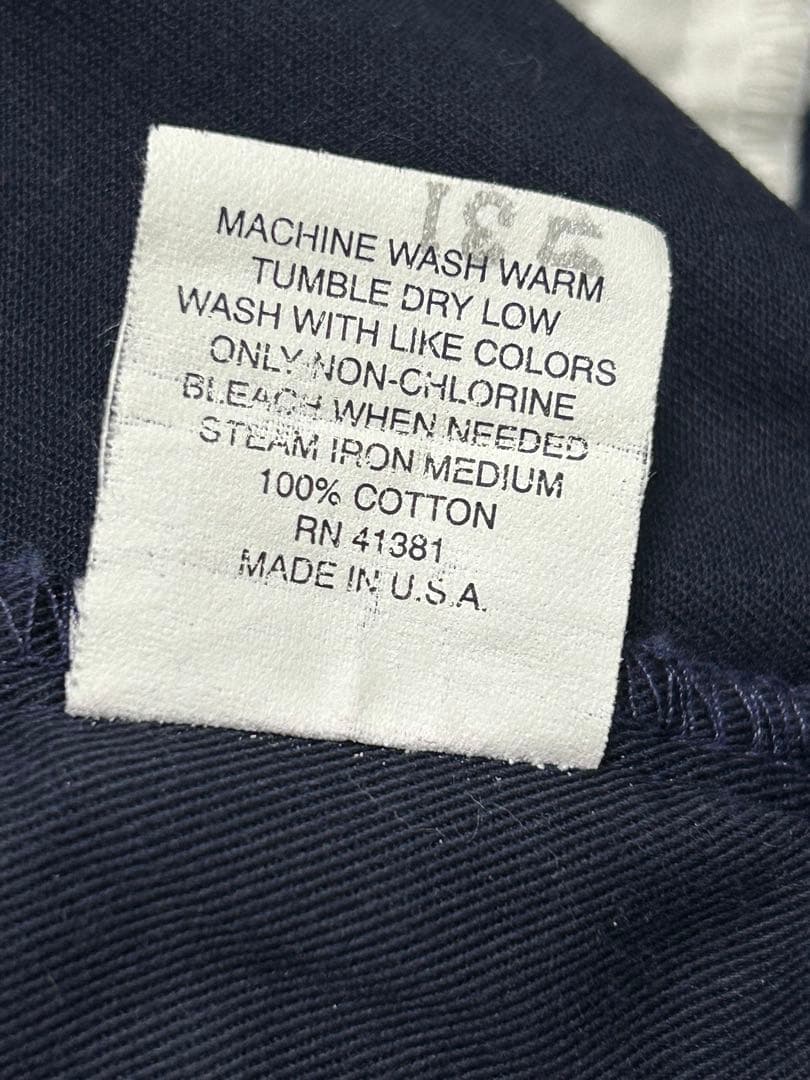 MACHINE WASH WARM
TUMBLE DRY LOW
WASH WITH LIKE COLORS
ONLY NON-CHLORINE
BLEACH WHEN NEEDED
STEAM IRON MEDIUM
100% COTTON
RN 41381
MADE IN U.S.A.